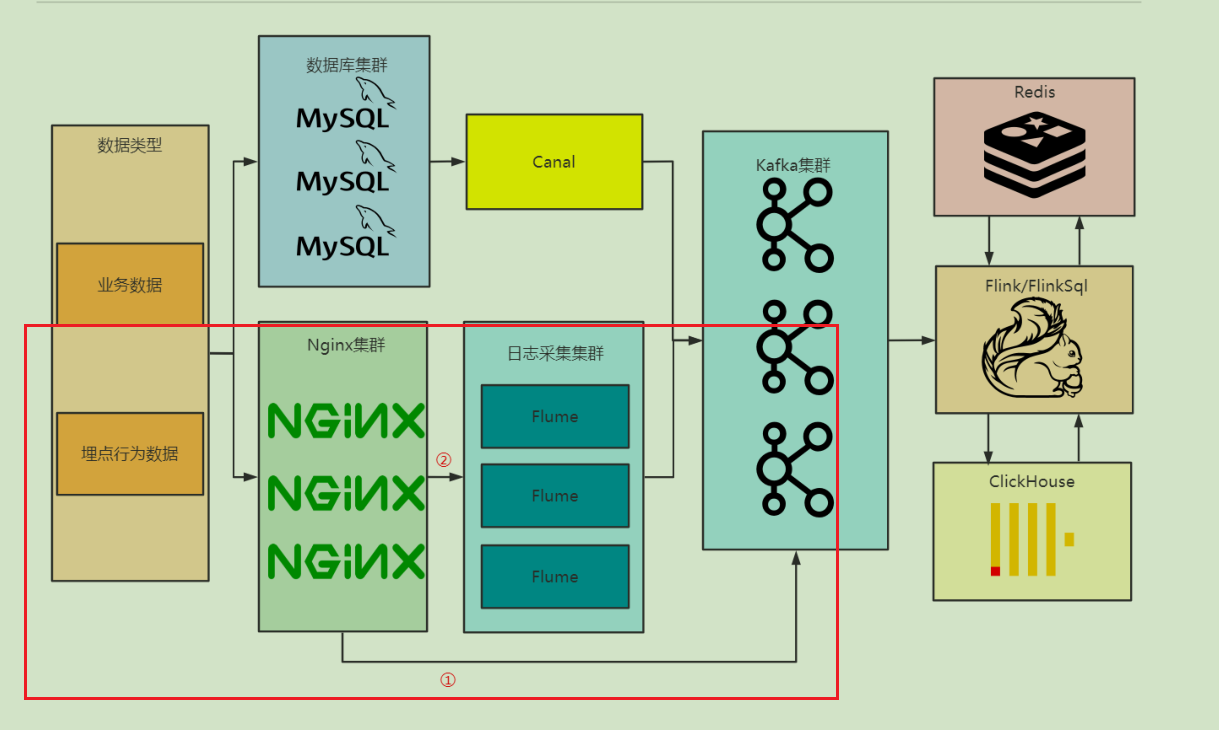 数据类型
业务数据
埋点行为数据
数据库集群
MySQL
MySQL
MySQL
Canal
Nginx集群
NGiNX
NGiNX
NGiNX
②
日志采集集群
Flume
Flume
Flume
①
Kafka集群
Redis
Flink/FlinkSql
ClickHouse